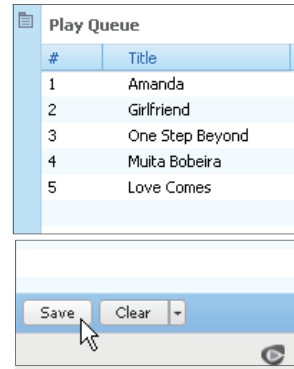 Play Queue
# Title
1 Amanda
2 Girlfriend
3 One Step Beyond
4 Muita Bobeira
5 Love Comes
Save Clear